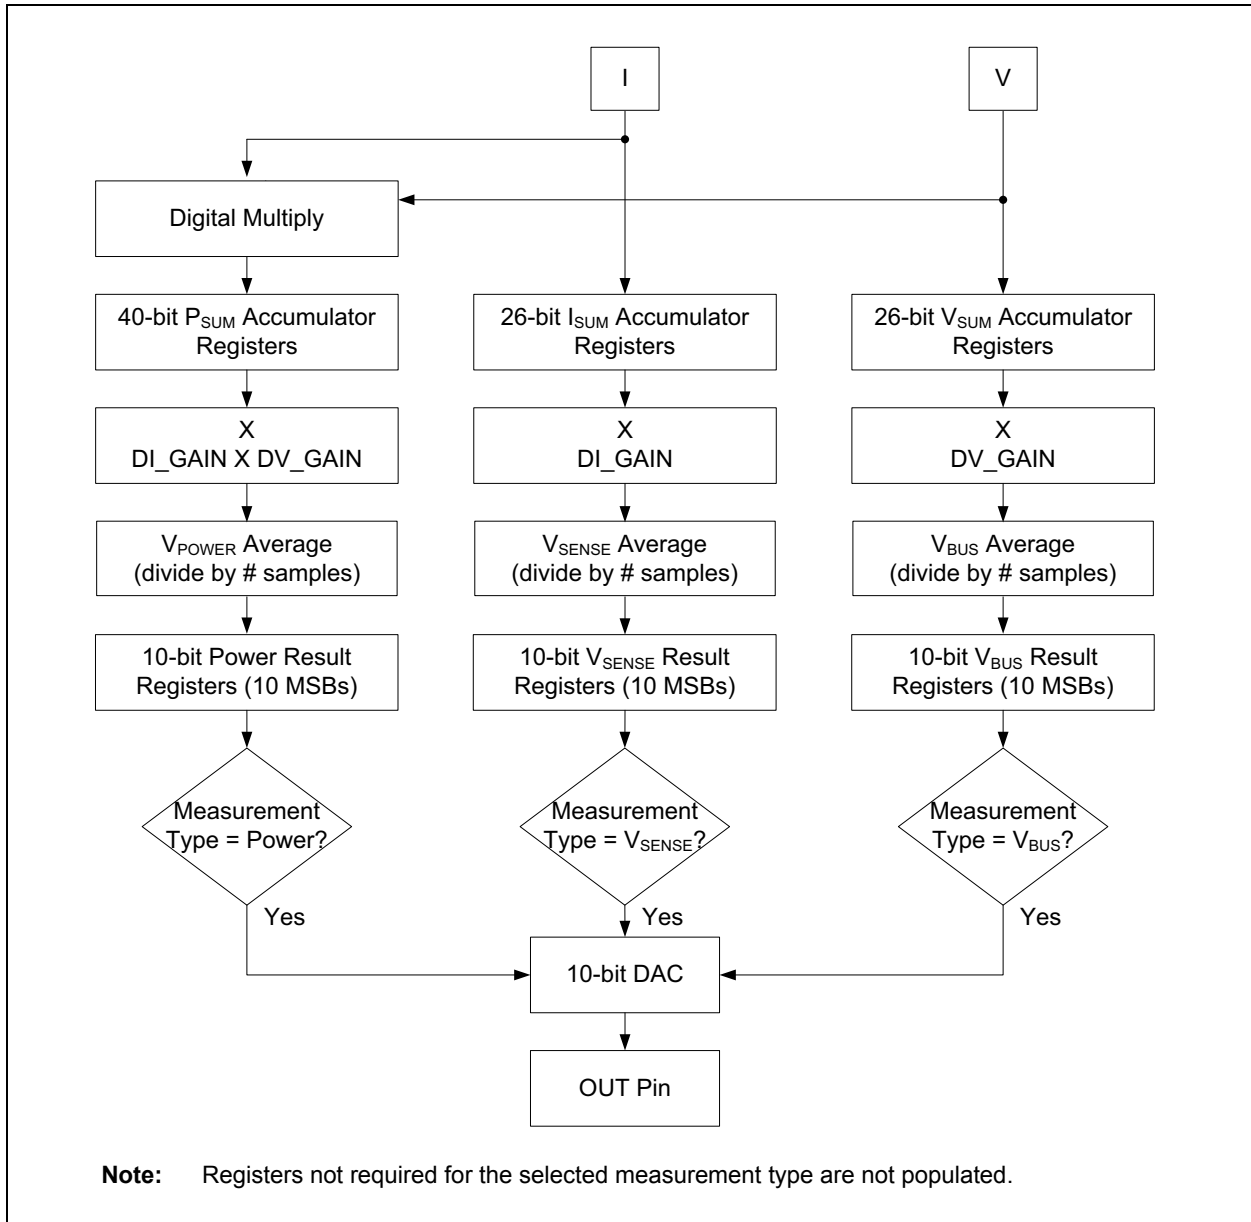 I
V
Digital Multiply
40-bit PSUM Accumulator
Registers
26-bit ISUM Accumulator
Registers
26-bit VSUM Accumulator
Registers
X
DI_GAIN X DV_GAIN
X
DI_GAIN
X
DV_GAIN
VPOWER Average
(divide by # samples)
VSENSE Average
(divide by # samples)
VBUS Average
(divide by # samples)
10-bit Power Result
Registers (10 MSBs)
10-bit VSENSE Result
Registers (10 MSBs)
10-bit VBUS Result
Registers (10 MSBs)
Measurement
Type = Power?
Measurement
Type = VSENSE?
Measurement
Type = VBUS?
Yes
Yes
Yes
10-bit DAC
OUT Pin
Note: Registers not required for the selected measurement type are not populated.